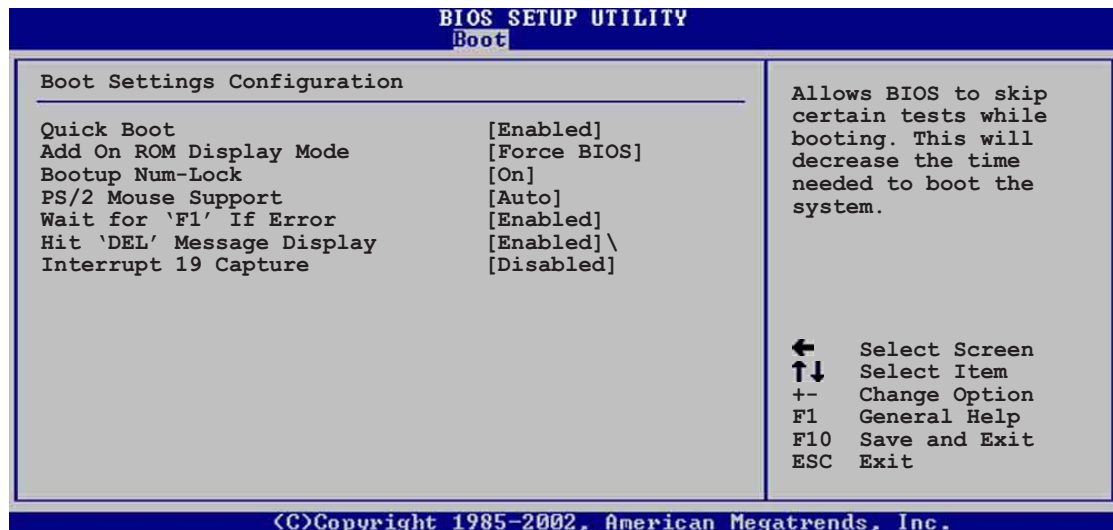 BIOS SETUP UTILITY
Boot
Boot Settings Configuration
Quick Boot [Enabled]
Add On ROM Display Mode [Force BIOS]
Bootup Num-Lock [On]
PS/2 Mouse Support [Auto]
Wait for ‘F1’ If Error [Enabled]
Hit ‘DEL’ Message Display [Enabled]\
Interrupt 19 Capture [Disabled]
Allows BIOS to skip
certain tests while
booting. This will
decrease the time
needed to boot the
system.
← Select Screen
↑↓ Select Item
+- Change Option
F1 General Help
F10 Save and Exit
ESC Exit
(C)Copyright 1985-2002, American Megatrends, Inc.